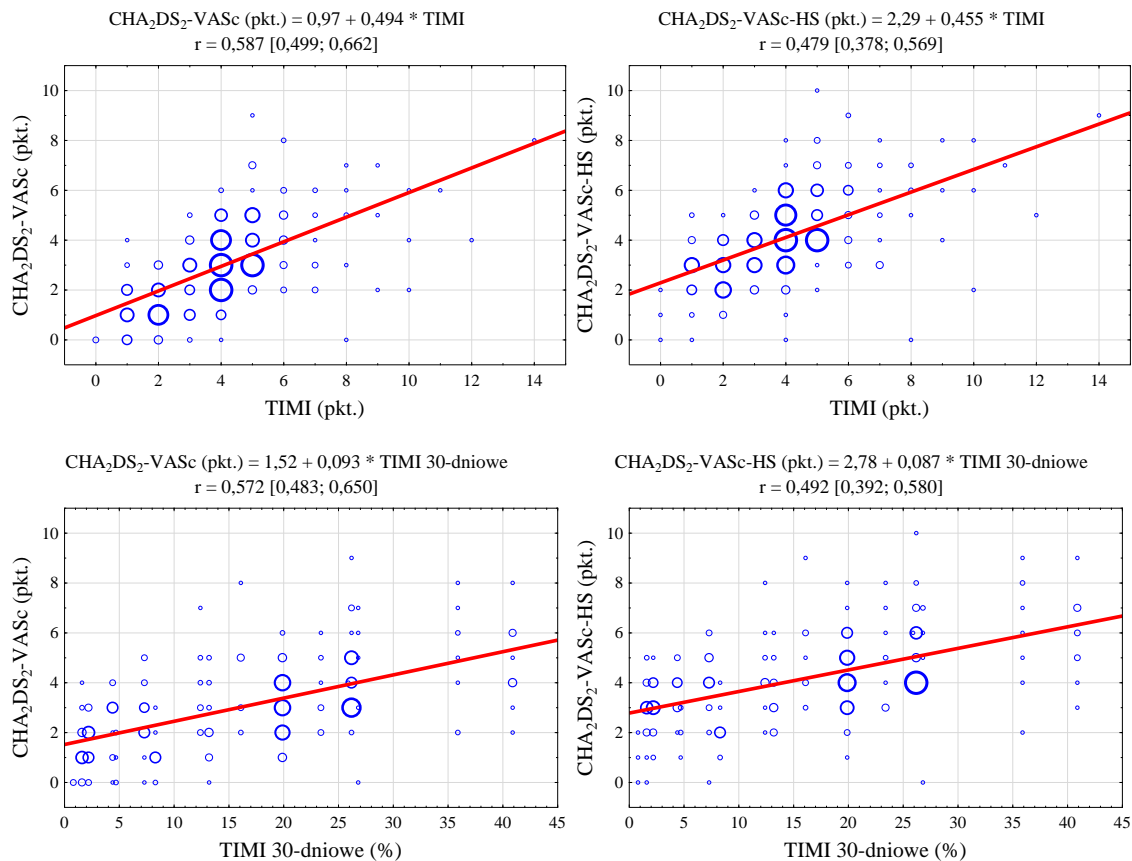 CHA₂DS₂-VASc (pkt.) = 0,97 + 0,494 * TIMI
r = 0,587 [0,499; 0,662]
CHA₂DS₂-VASc (pkt.)
10
8
6
4
2
0
0 2 4 6 8 10 12 14
TIMI (pkt.)
CHA₂DS₂-VASc-HS (pkt.) = 2,29 + 0,455 * TIMI
r = 0,479 [0,378; 0,569]
CHA₂DS₂-VASc-HS (pkt.)
10
8
6
4
2
0
0 2 4 6 8 10 12 14
TIMI (pkt.)
CHA₂DS₂-VASc (pkt.) = 1,52 + 0,093 * TIMI 30-dniowe
r = 0,572 [0,483; 0,650]
CHA₂DS₂-VASc (pkt.)
10
8
6
4
2
0
0 5 10 15 20 25 30 35 40 45
TIMI 30-dniowe (%)
CHA₂DS₂-VASc-HS (pkt.) = 2,78 + 0,087 * TIMI 30-dniowe
r = 0,492 [0,392; 0,580]
CHA₂DS₂-VASc-HS (pkt.)
10
8
6
4
2
0
0 5 10 15 20 25 30 35 40 45
TIMI 30-dniowe (%)